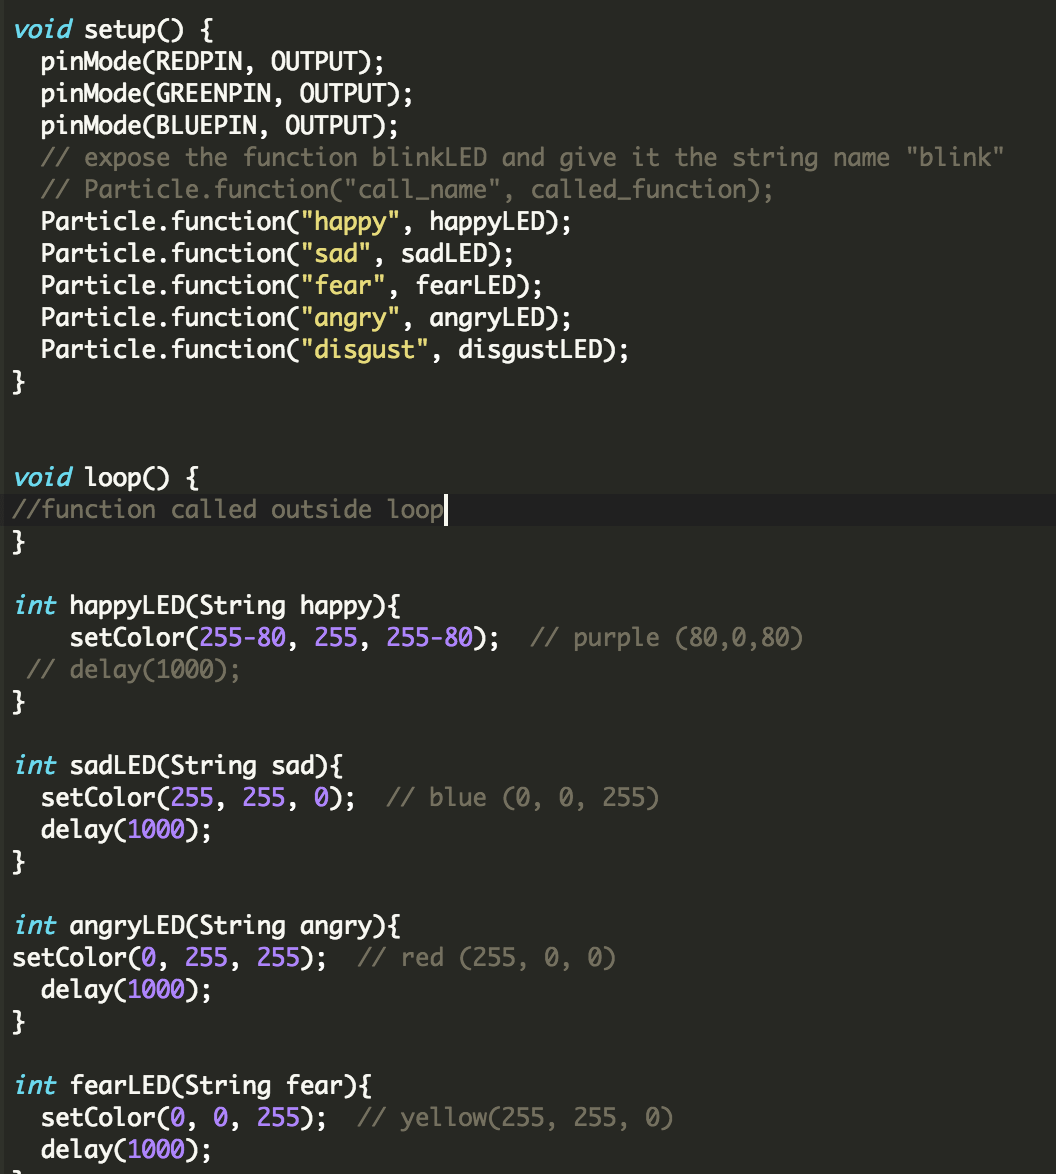 void setup() {
  pinMode(REDPIN, OUTPUT);
  pinMode(GREENPIN, OUTPUT);
  pinMode(BLUEPIN, OUTPUT);
  // expose the function blinkLED and give it the string name "blink"
  // Particle.function("call_name", called_function);
  Particle.function("happy", happyLED);
  Particle.function("sad", sadLED);
  Particle.function("fear", fearLED);
  Particle.function("angry", angryLED);
  Particle.function("disgust", disgustLED);
}
void loop() {
//function called outside loop
}
int happyLED(String happy){
    setColor(255-80, 255, 255-80);  // purple (80,0,80)
 // delay(1000);
}
int sadLED(String sad){
  setColor(255, 255, 0);  // blue (0, 0, 255)
  delay(1000);
}
int angryLED(String angry){
setColor(0, 255, 255);  // red (255, 0, 0)
  delay(1000);
}
int fearLED(String fear){
  setColor(0, 0, 255);  // yellow(255, 255, 0)
  delay(1000);
}